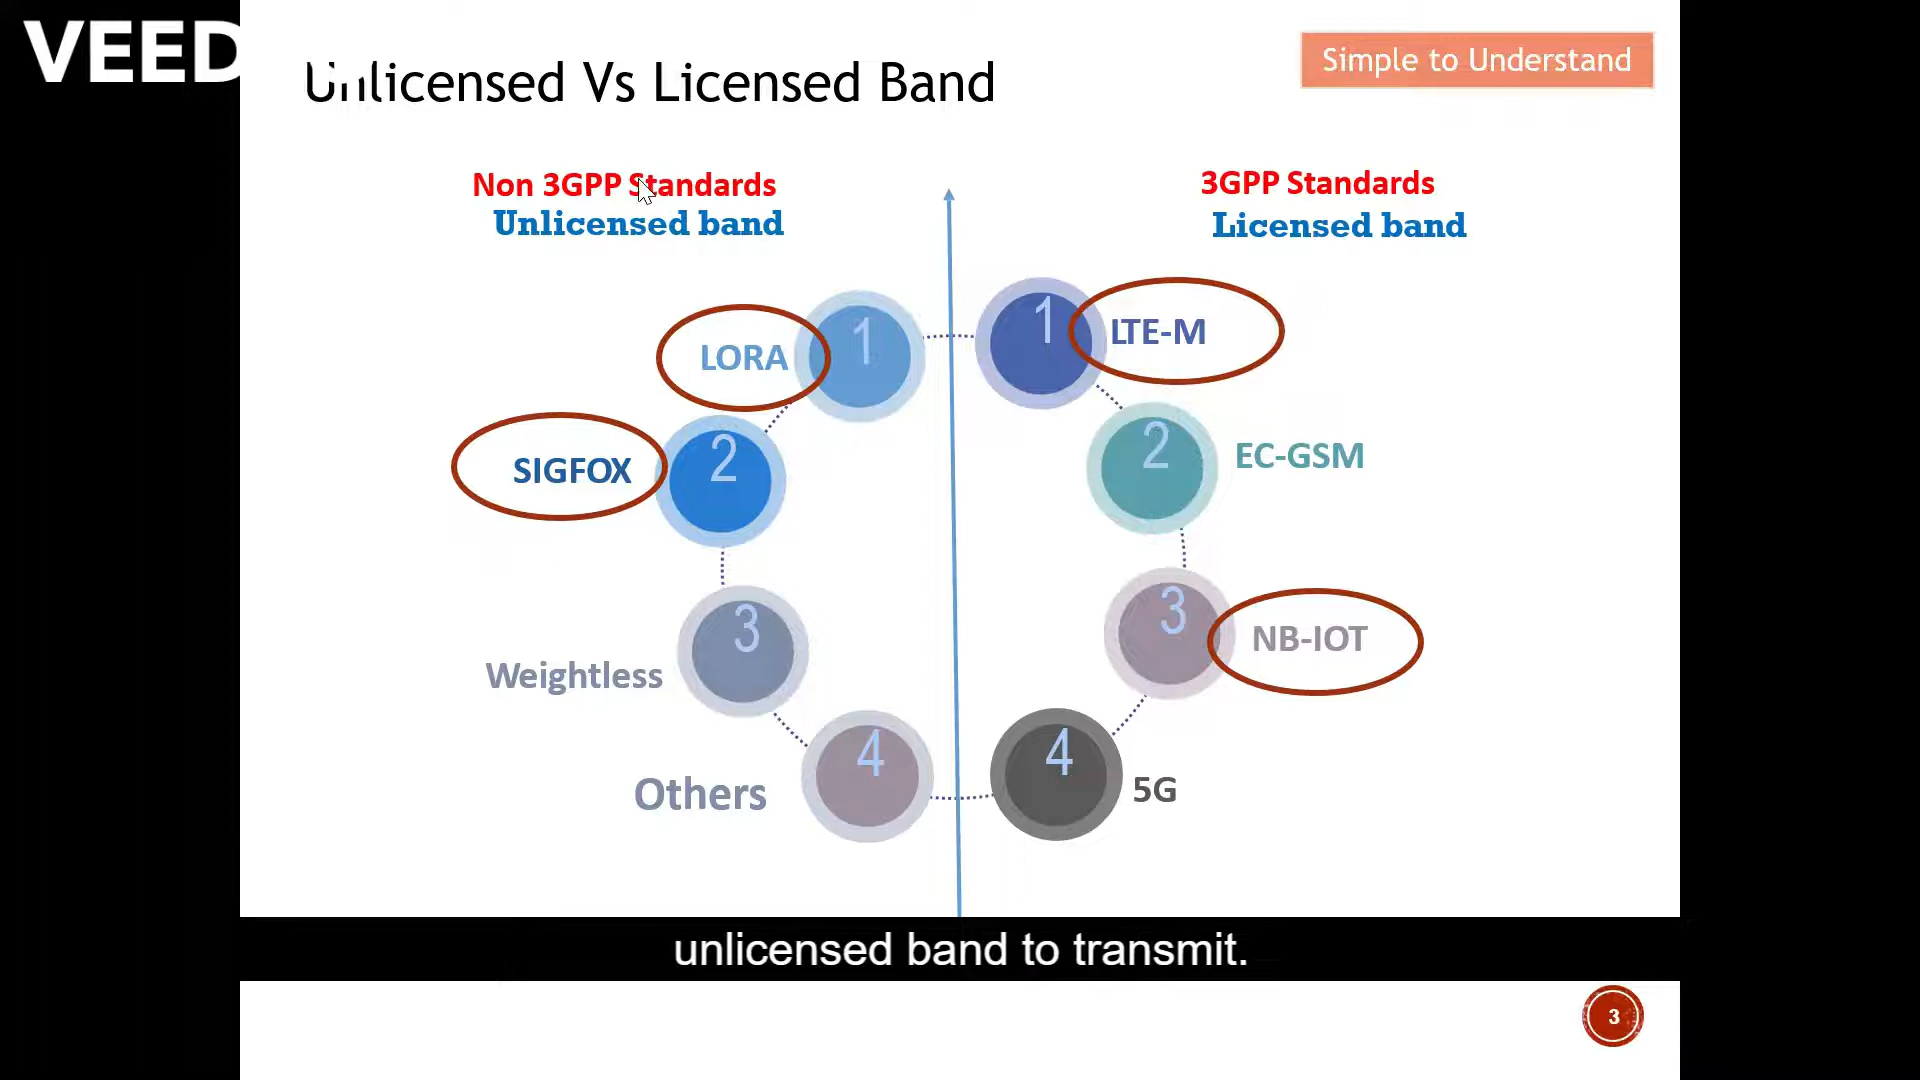 VEED
Unlicensed Vs Licensed Band
Simple to Understand
Non 3GPP Standards
Unlicensed band
3GPP Standards
Licensed band
LORA
1
1
LTE-M
SIGFOX
2
2
EC-GSM
Weightless
3
3
NB-IOT
Others
4
4
5G
unlicensed band to transmit.
3